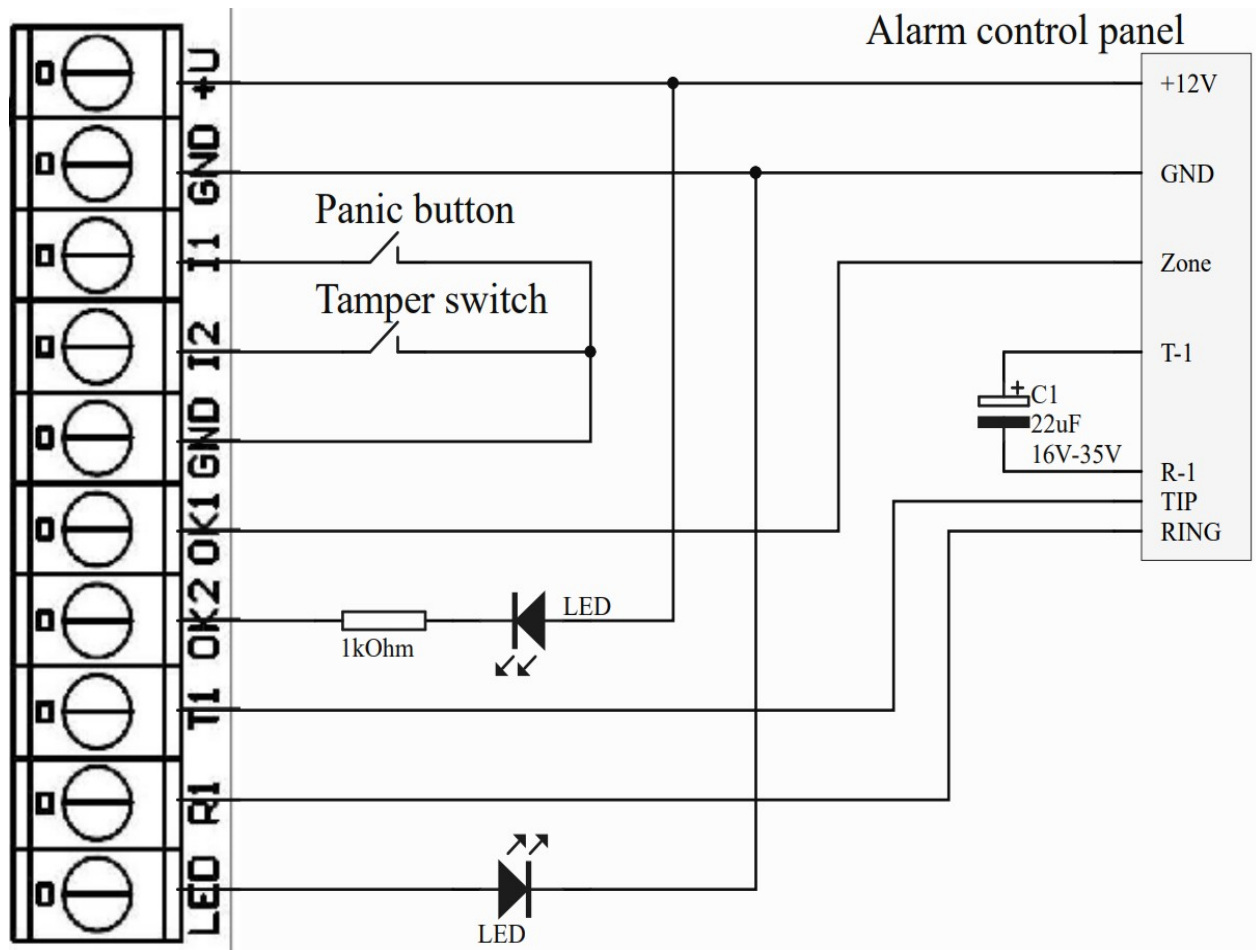 Alarm control panel
+U
+12V
GND
GND
Panic button
I1
Zone
Tamper switch
I2
T-1
+
C1
22uF
16V-35V
GND
R-1
TIP
OK1
RING
OK2
LED
1kOhm
T1
R1
LED
LED